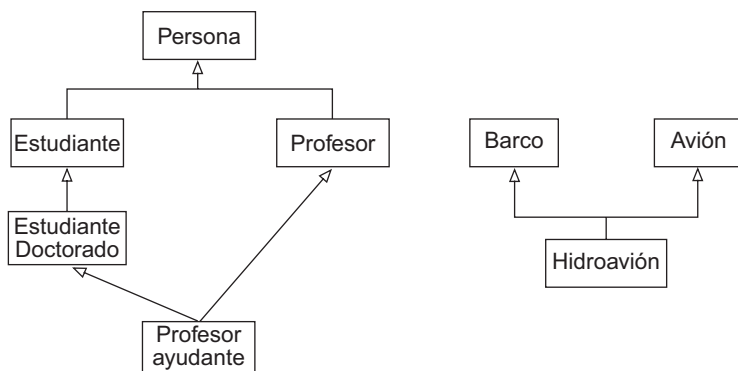 Persona
Estudiante
Profesor
Barco
Avión
Estudiante
Doctorado
Hidroavión
Profesor
ayudante